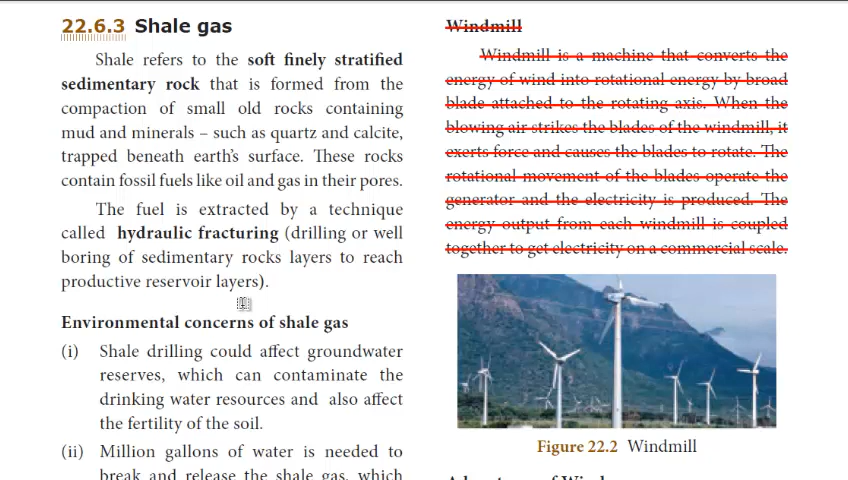 22.6.3 Shale gas
Shale refers to the soft finely stratified
sedimentary rock that is formed from the
compaction of small old rocks containing
mud and minerals – such as quartz and calcite,
trapped beneath earth's surface. These rocks
contain fossil fuels like oil and gas in their pores.
The fuel is extracted by a technique
called hydraulic fracturing (drilling or well
boring of sedimentary rocks layers to reach
productive reservoir layers).
Environmental concerns of shale gas
(i) Shale drilling could affect groundwater
reserves, which can contaminate the
drinking water resources and also affect
the fertility of the soil.
(ii) Million gallons of water is needed to
break and release the shale gas, which
Windmill
Windmill is a machine that converts the
energy of wind into rotational energy by broad
blade attached to the rotating axis. When the
blowing air strikes the blades of the windmill, it
exerts force and causes the blades to rotate. The
rotational movement of the blades operate the
generator and the electricity is produced. The
energy output from each windmill is coupled
together to get electricity on a commercial scale.
Figure 22.2 Windmill